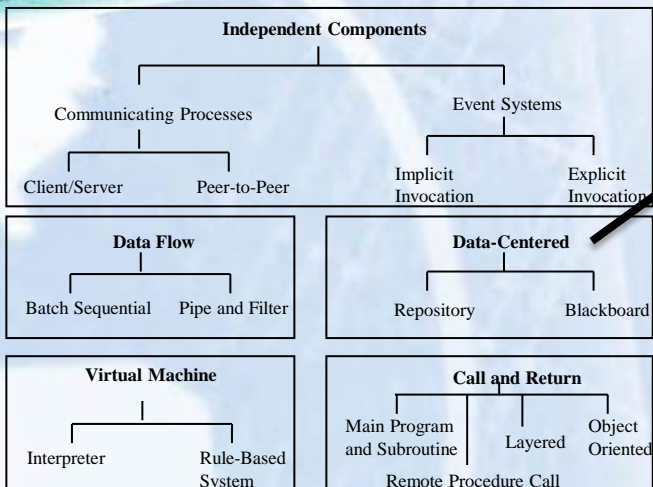 Independent Components
Communicating Processes
Event Systems
Client/Server
Peer-to-Peer
Implicit
Invocation
Explicit
Invocation
Data Flow
Batch Sequential
Pipe and Filter
Data-Centered
Repository
Blackboard
Virtual Machine
Interpreter
Rule-Based
System
Call and Return
Main Program
and Subroutine
Remote Procedure Call
Layered
Object
Oriented